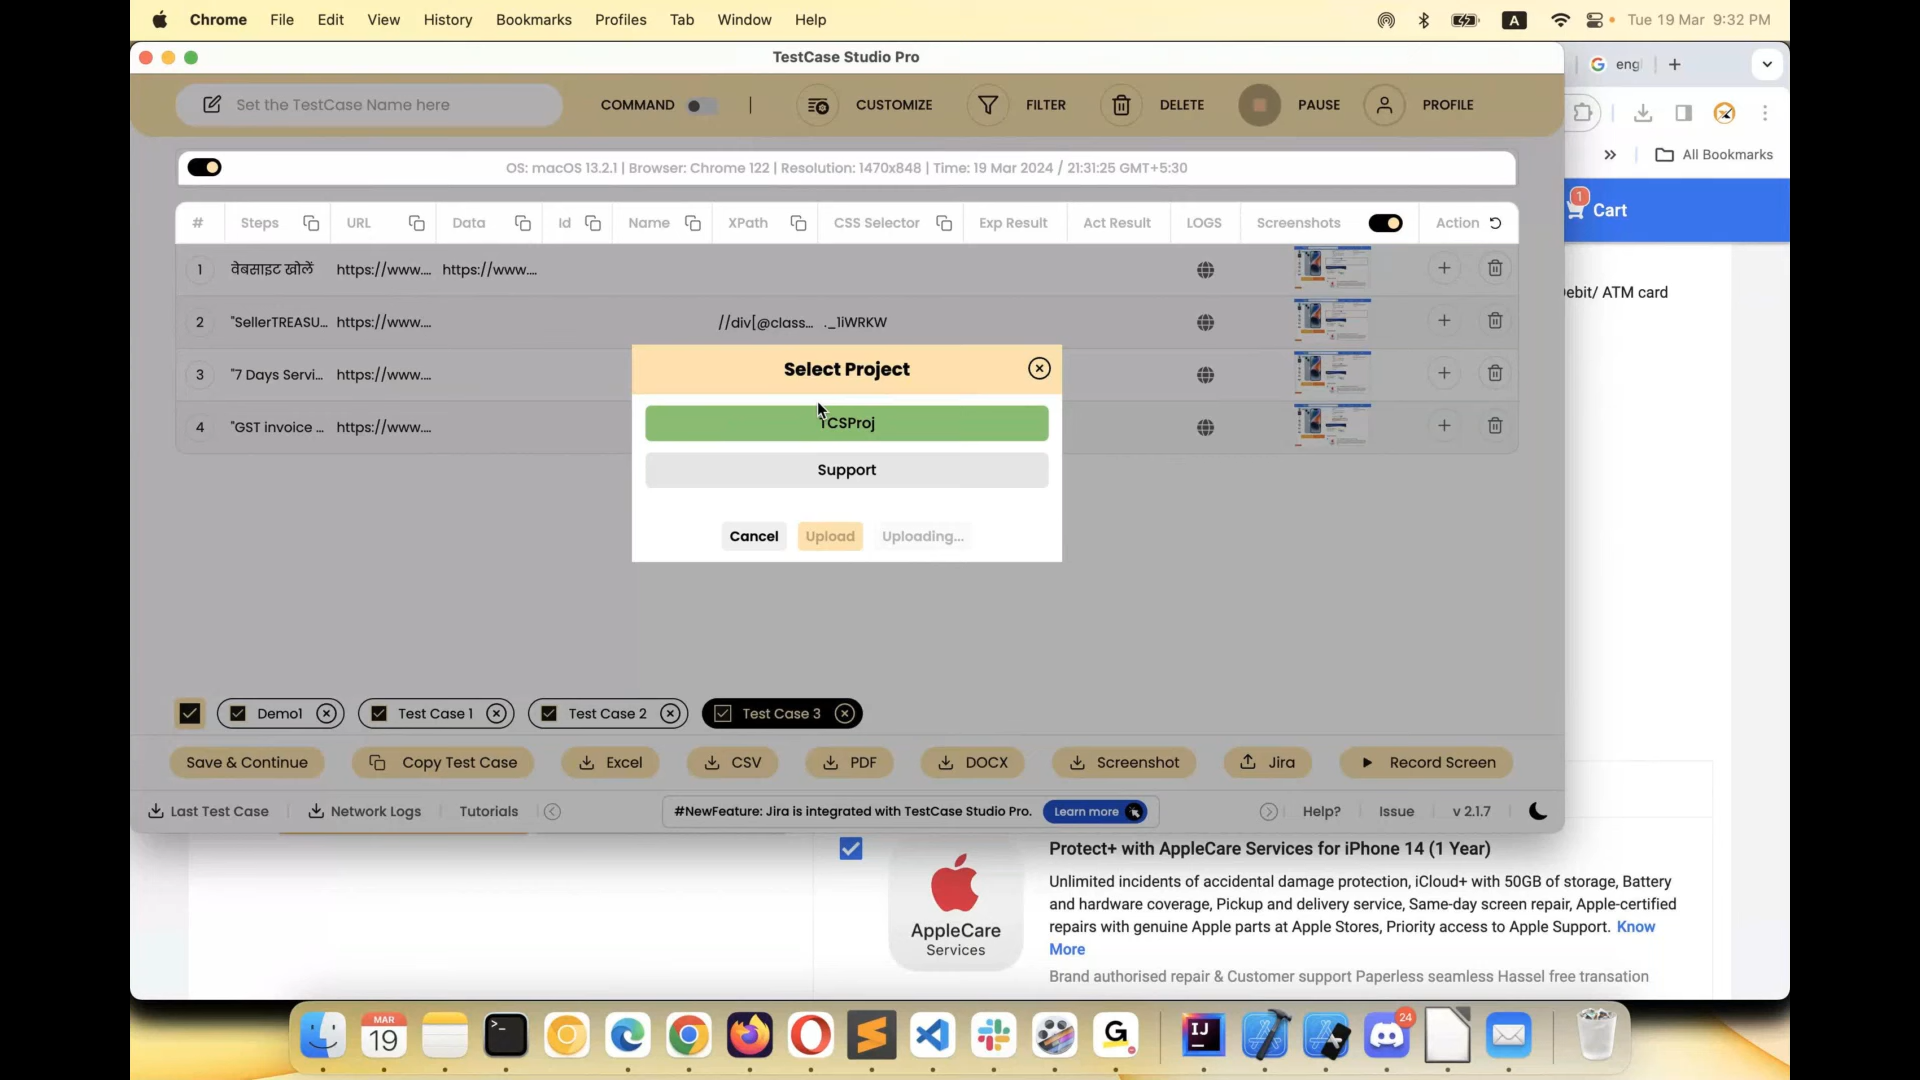 Chrome File Edit View History Bookmarks Profiles Tab Window Help A Tue 19 Mar 9:32 PM
TestCase Studio Pro
engl
Set the TestCase Name here COMMAND | CUSTOMIZE FILTER DELETE PAUSE PROFILE
All Bookmarks
OS: macOS 13.2.1 | Browser: Chrome 122 | Resolution: 1470x848 | Time: 19 Mar 2024 / 21:31:25 GMT+5:30
1 Cart
# Steps URL Data Id Name XPath CSS Selector Exp Result Act Result LOGS Screenshots Action
1 वेबसाइट खोलें https://www.... https://www....
ebit/ ATM card
2 "SellerTREASU... https://www.... //div[@class... ._1iWRKW
3 "7 Days Servi... https://www....
4 "GST invoice ... https://www....
Select Project
TCSProj
Support
Cancel Upload Uploading...
Demo1 Test Case 1 Test Case 2 Test Case 3
Save & Continue Copy Test Case Excel CSV PDF DOCX Screenshot Jira Record Screen
Last Test Case Network Logs Tutorials #NewFeature: Jira is integrated with TestCase Studio Pro. Learn more Help? Issue v 2.1.7
Protect+ with AppleCare Services for iPhone 14 (1 Year)
Unlimited incidents of accidental damage protection, iCloud+ with 50GB of storage, Battery
and hardware coverage, Pickup and delivery service, Same-day screen repair, Apple-certified
repairs with genuine Apple parts at Apple Stores, Priority access to Apple Support. Know
More
AppleCare
Services
Brand authorised repair & Customer support Paperless seamless Hassel free transation
MAR
19
G
IJ
24